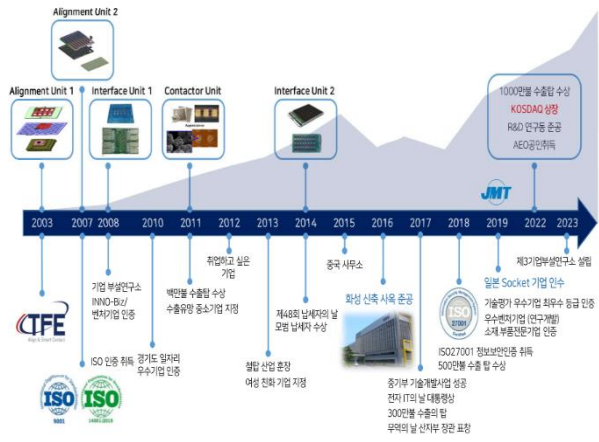 Alignment Unit 2
Alignment Unit 1
Interface Unit 1
Contactor Unit
Interface Unit 2
1000만불 수출탑 수상
KOSDAQ 상장
R&D 연구동 준공
AEO공인취득
JMT
2003
2007
2008
2010
2011
2012
2013
2014
2015
2016
2017
2018
2019
2022
2023
TFE
기업 부설연구소
INNO-Biz/
벤처기업 인증
ISO 인증 취득
ISO
9001
ISO
14001:2015
경기도 일자리
우수기업 인증
백만불 수출탑 수상
수출유망 중소기업 지정
취업하고 싶은
기업
철탑 산업 훈장
여성 친화 기업 지정
제48회 납세자의 날
모범 납세자 수상
중국 사무소
화성 신축 사옥 준공
중기부 기술개발사업 성공
전자 IT의 날 대통령상
300만불 수출의 탑
무역의 날 산자부 장관 표창
ISO
27001
ISO27001 정보보안인증 취득
500만불 수출 탑 수상
일본 Socket 기업 인수
기술평가 우수기업 최우수 등급 인증
우수벤처기업 (연구개발)
소재.부품전문기업 인증
제3기업부설연구소 설립